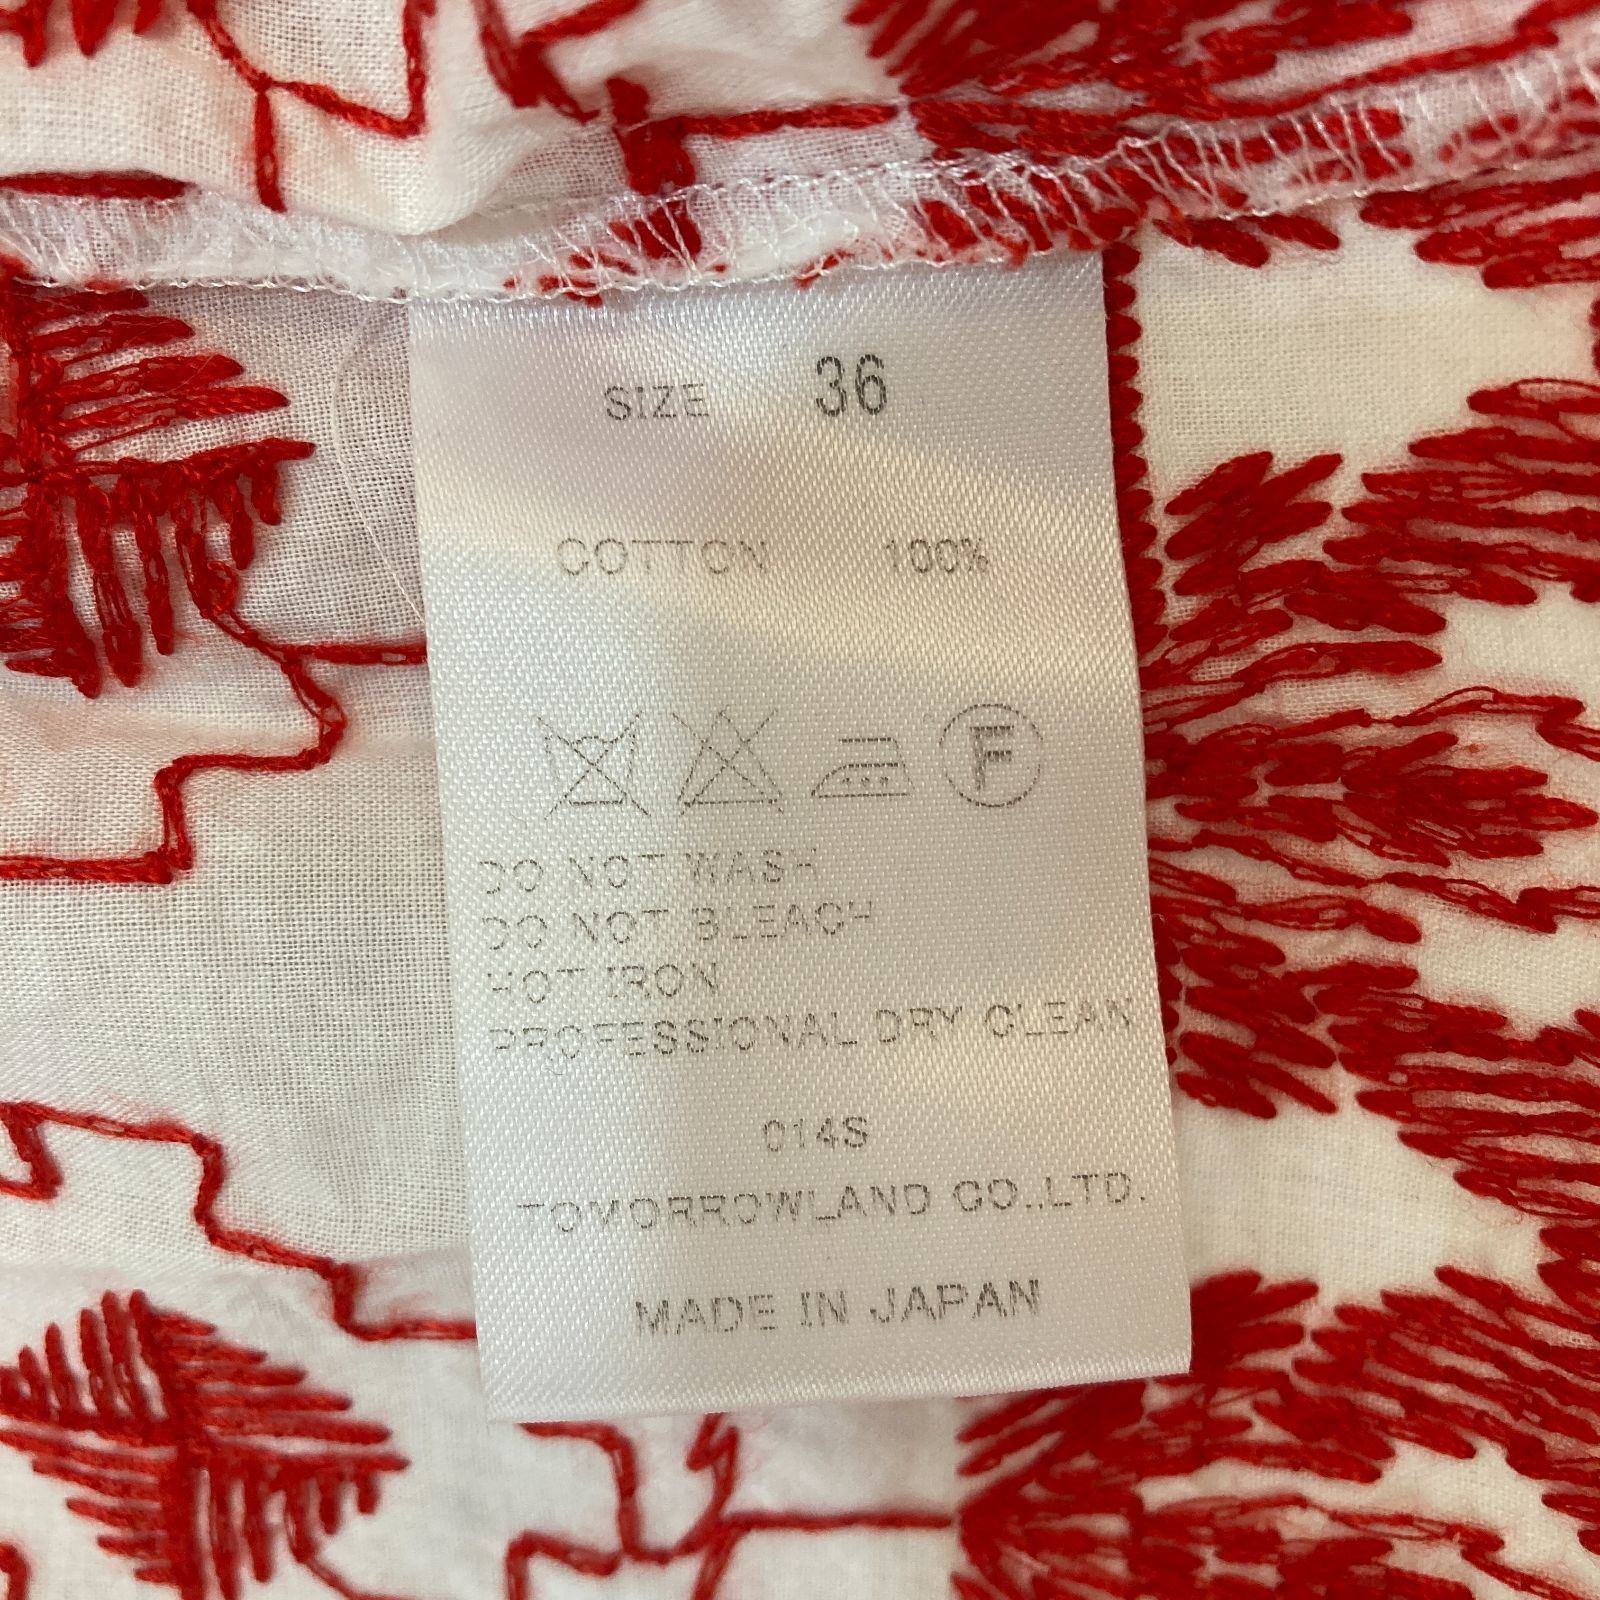 SIZE 36
COTTON 100%
F
DO NOT WASH
DO NOT BLEACH
HOT IRON
PROFESSIONAL DRY CLEAN
014S
TOMORROWLAND CO.,LTD.
MADE IN JAPAN